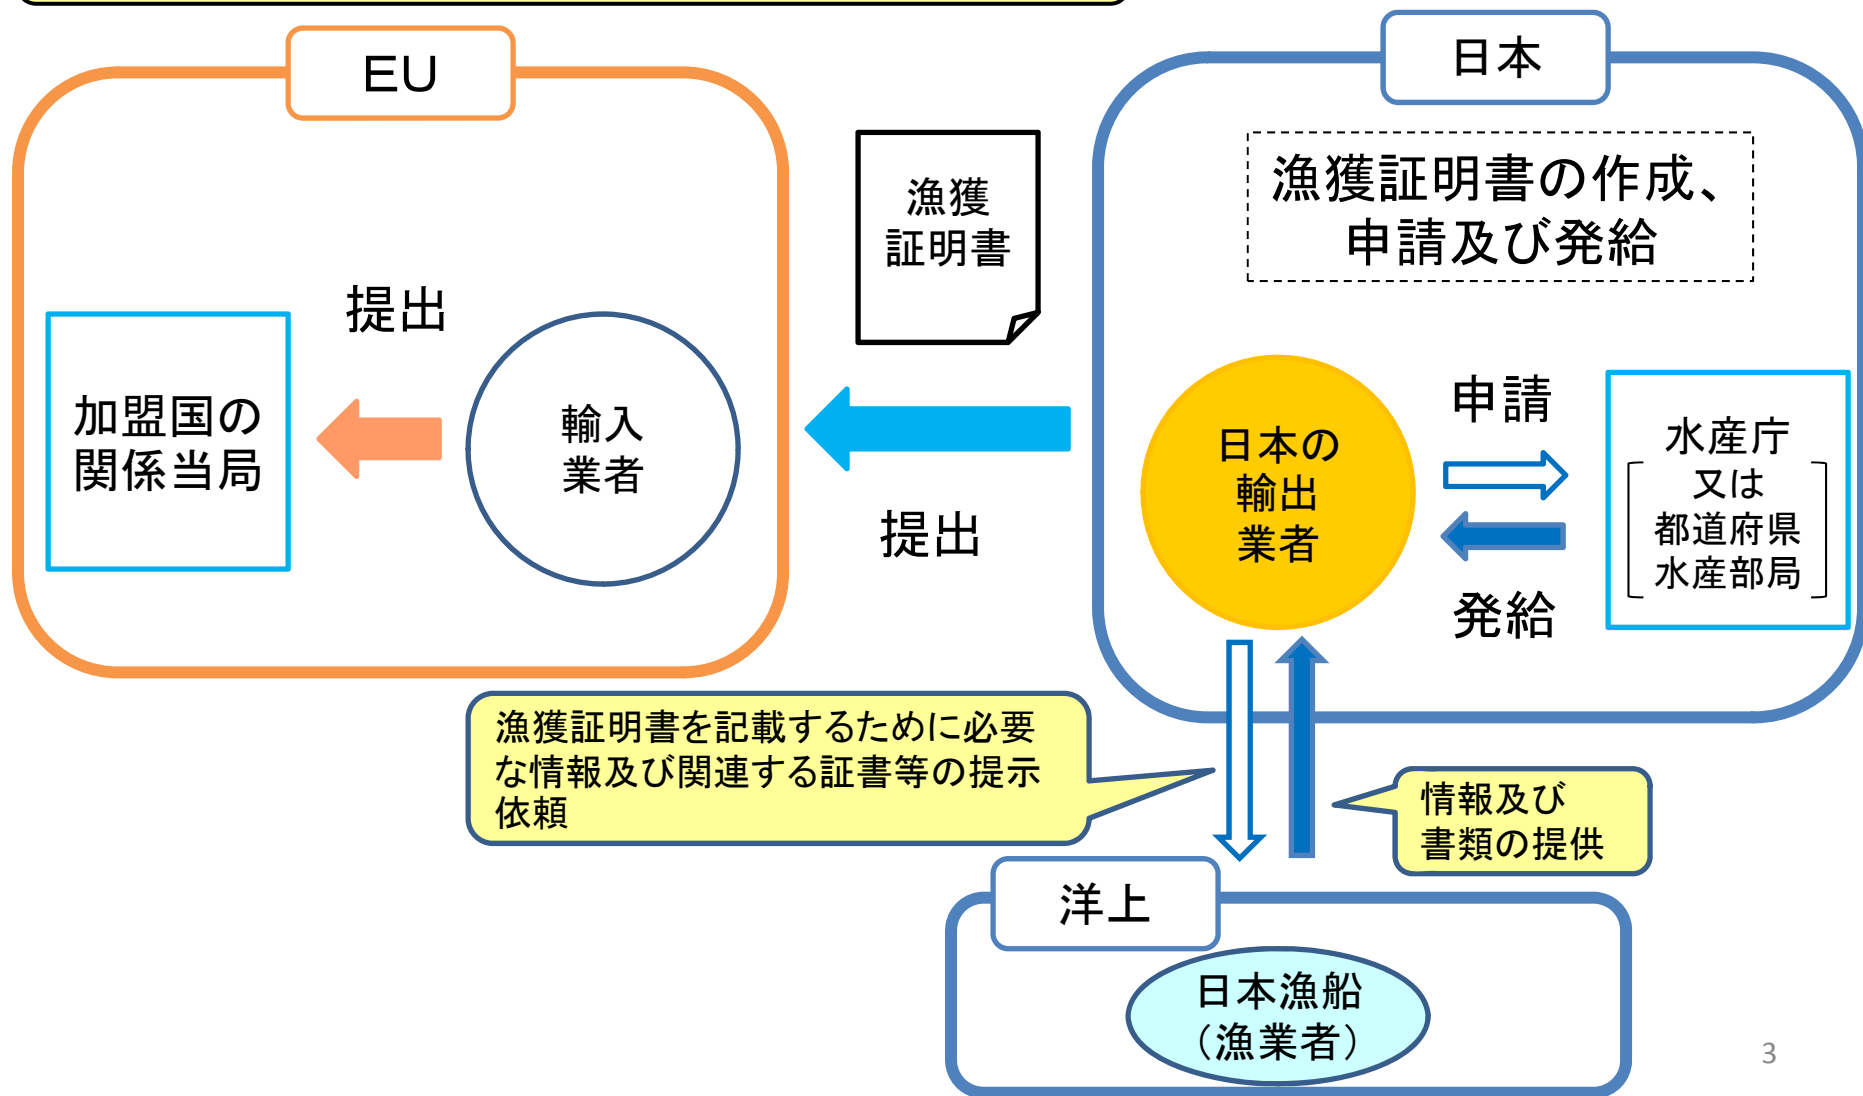 EU
日本
漁獲
証明書
漁獲証明書の作成、
申請及び発給
提出
加盟国の
関係当局
輸入
業者
提出
日本の
輸出
業者
申請
発給
水産庁
又は
都道府県
水産部局
漁獲証明書を記載するために必要
な情報及び関連する証書等の提示
依頼
情報及び
書類の提供
洋上
日本漁船
（漁業者）
3